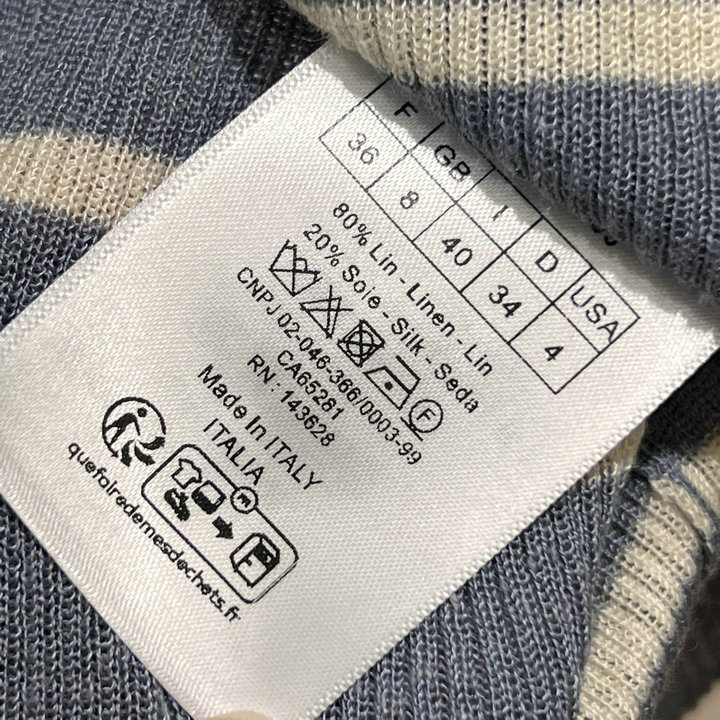 F GB I D USA
36 8 40 34 4
80% Lin - Linen - Lin
20% Soie - Silk - Seda
F
CNPJ 02-046-366/0003-99
CA65281
RN : 143628
Made In ITALY
ITALIA
quefairedemesdechets.fr